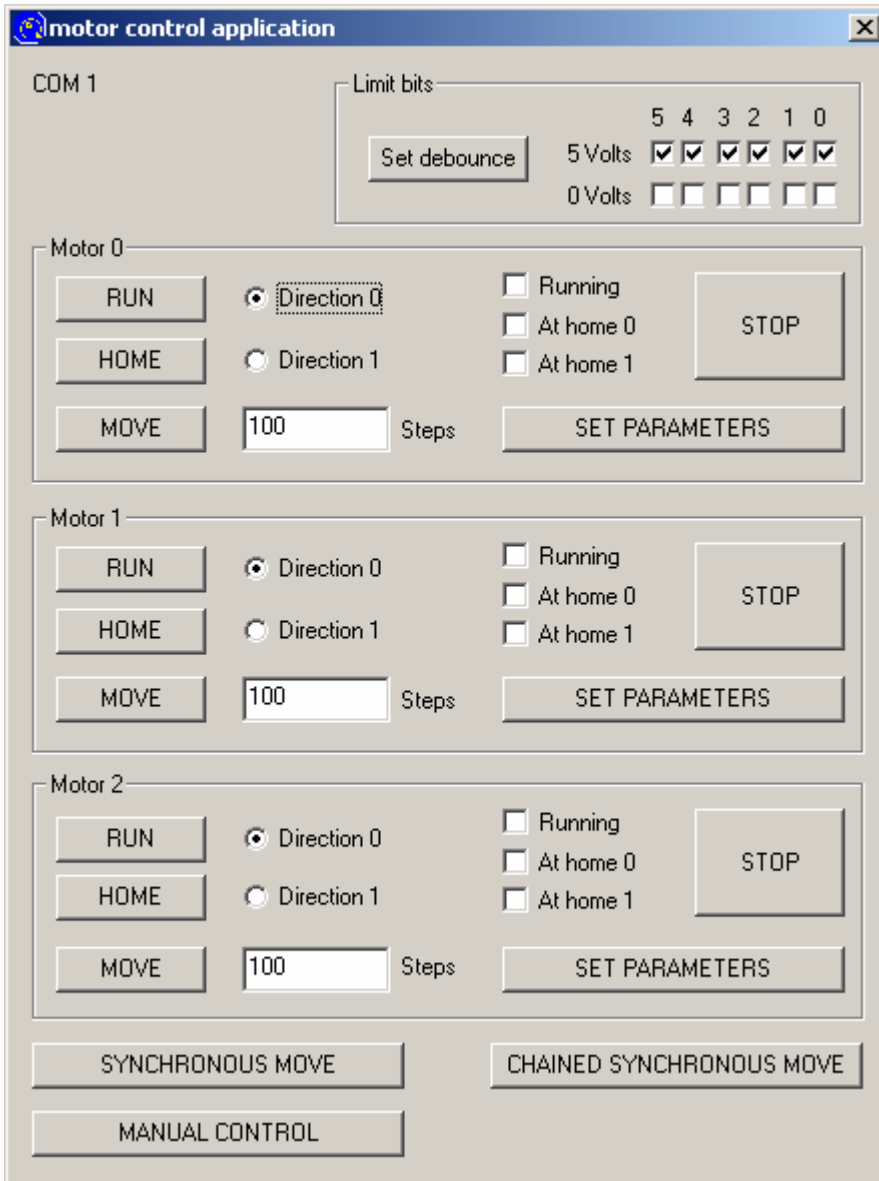 motor control application
COM 1
Limit bits
5 4 3 2 1 0
Set debounce 5 Volts
0 Volts
Motor 0
RUN Direction 0 Running
At home 0 STOP
HOME Direction 1 At home 1
MOVE 100 Steps SET PARAMETERS
Motor 1
RUN Direction 0 Running
At home 0 STOP
HOME Direction 1 At home 1
MOVE 100 Steps SET PARAMETERS
Motor 2
RUN Direction 0 Running
At home 0 STOP
HOME Direction 1 At home 1
MOVE 100 Steps SET PARAMETERS
SYNCHRONOUS MOVE CHAINED SYNCHRONOUS MOVE
MANUAL CONTROL